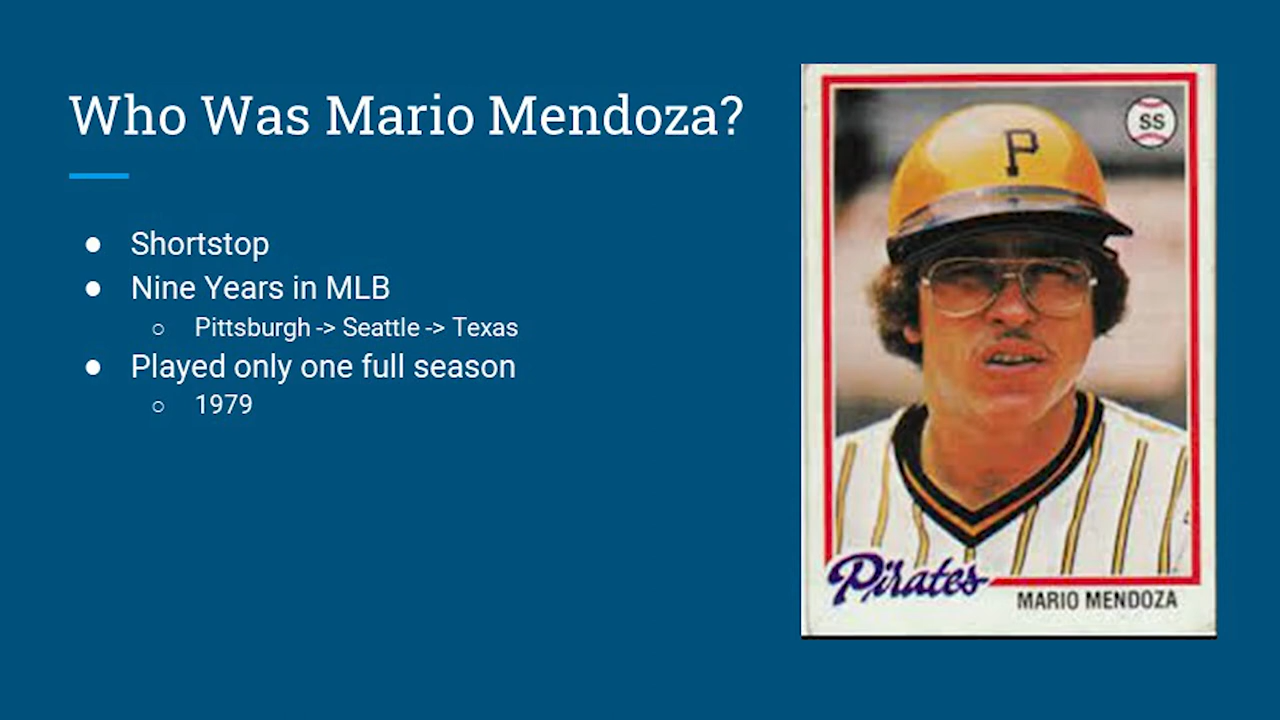 Who Was Mario Mendoza?
● Shortstop
● Nine Years in MLB
○ Pittsburgh -> Seattle -> Texas
● Played only one full season
○ 1979
P
SS
Pirates
MARIO MENDOZA